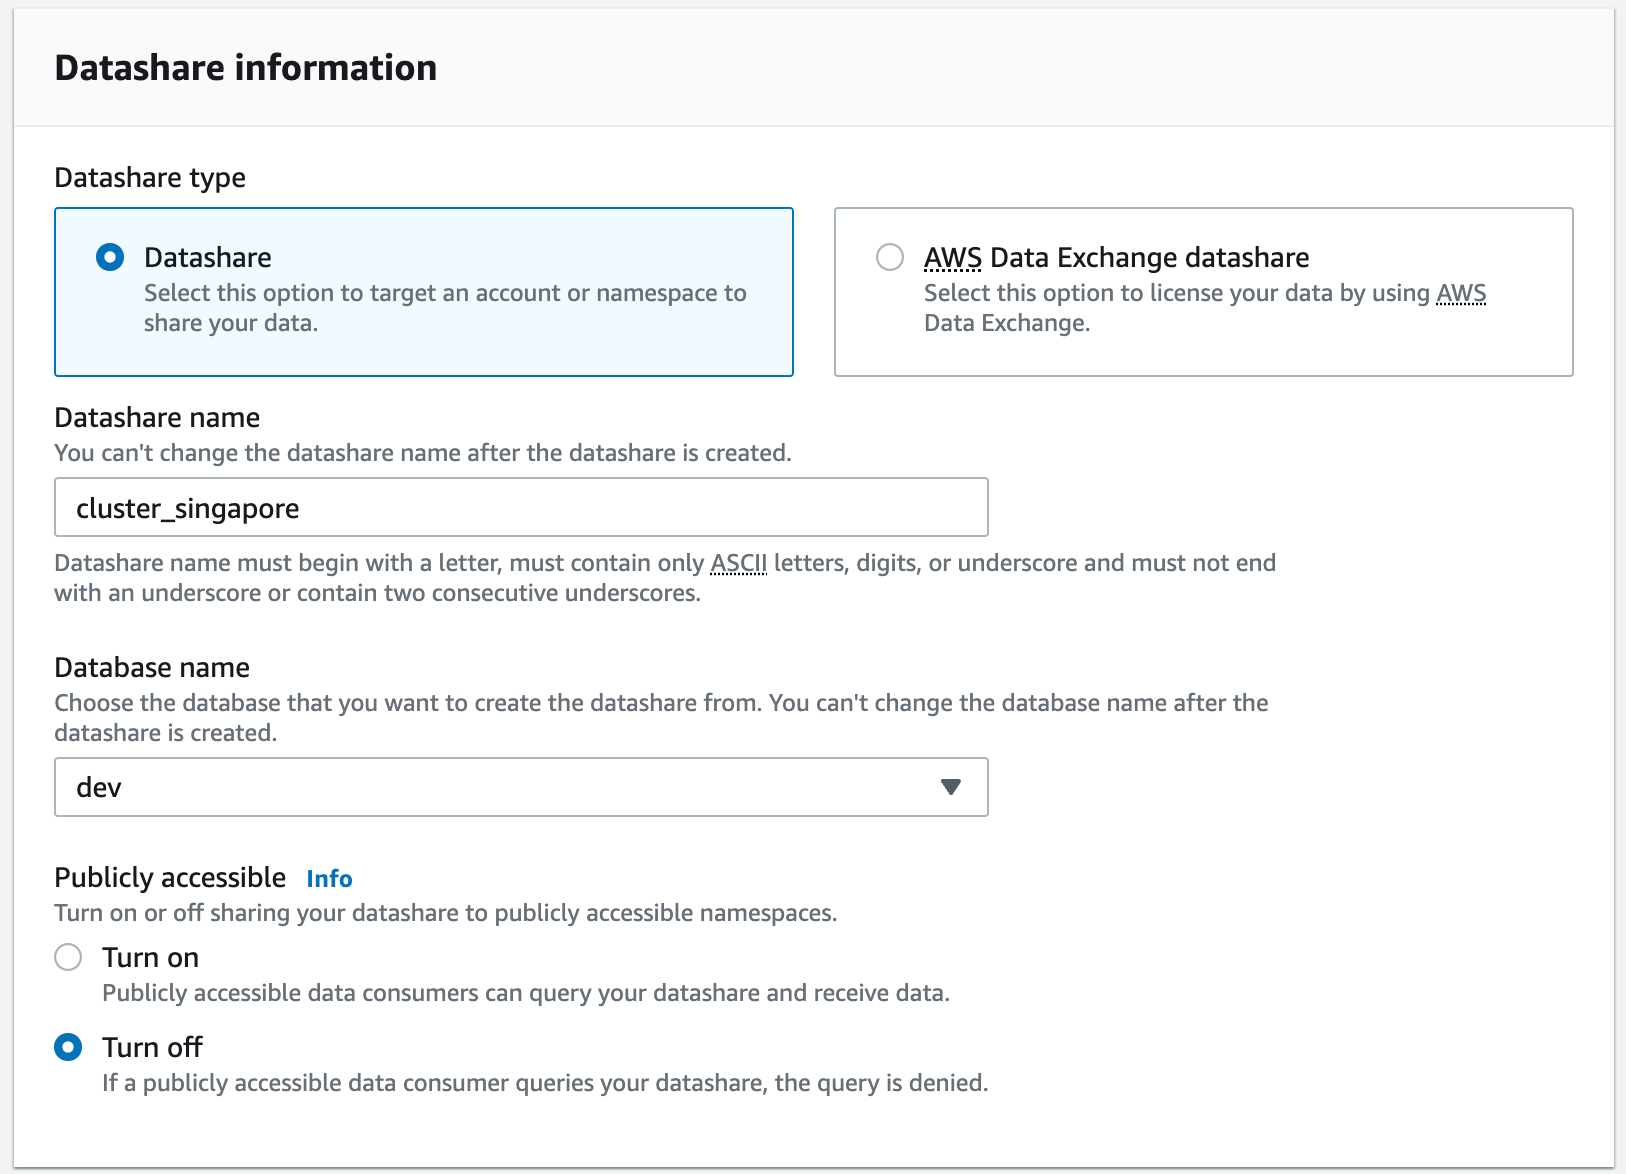 Datashare information
Datashare type
Datashare
Select this option to target an account or namespace to
share your data.
AWS Data Exchange datashare
Select this option to license your data by using AWS
Data Exchange.
Datashare name
You can't change the datashare name after the datashare is created.
cluster_singapore
Datashare name must begin with a letter, must contain only ASCII letters, digits, or underscore and must not end
with an underscore or contain two consecutive underscores.
Database name
Choose the database that you want to create the datashare from. You can't change the database name after the
datashare is created.
dev
Publicly accessible Info
Turn on or off sharing your datashare to publicly accessible namespaces.
Turn on
Publicly accessible data consumers can query your datashare and receive data.
Turn off
If a publicly accessible data consumer queries your datashare, the query is denied.